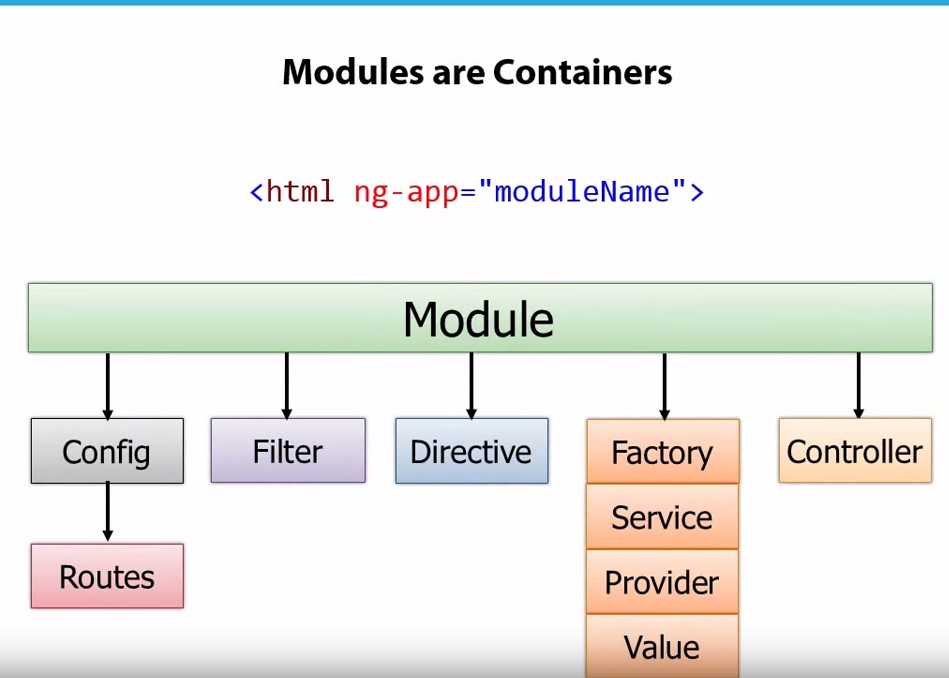 Modules are Containers
<html ng-app="moduleName">
Module
Config
Filter
Directive
Factory
Controller
Service
Routes
Provider
Value